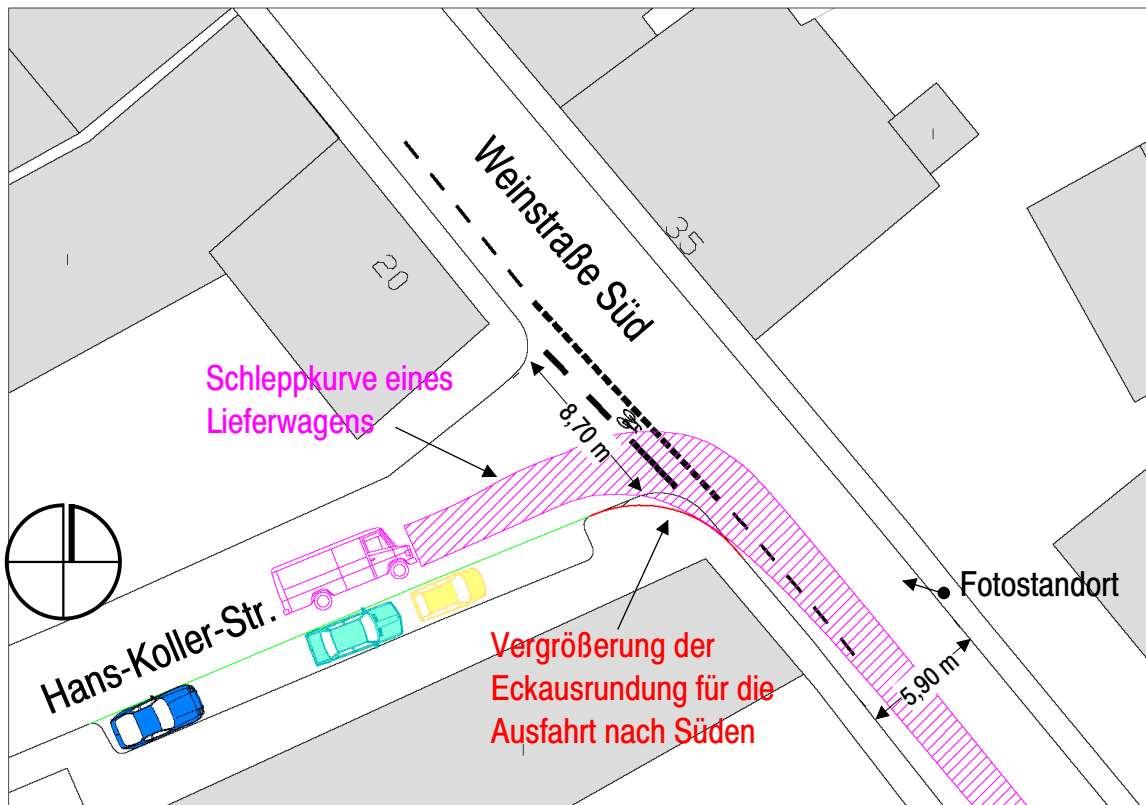 Weinstraße Süd
35
20
Schleppkurve eines
Lieferwagens
8,70 m
Hans-Koller-Str.
Fotostandort
5,90 m
Vergrößerung der
Eckausrundung für die
Ausfahrt nach Süden